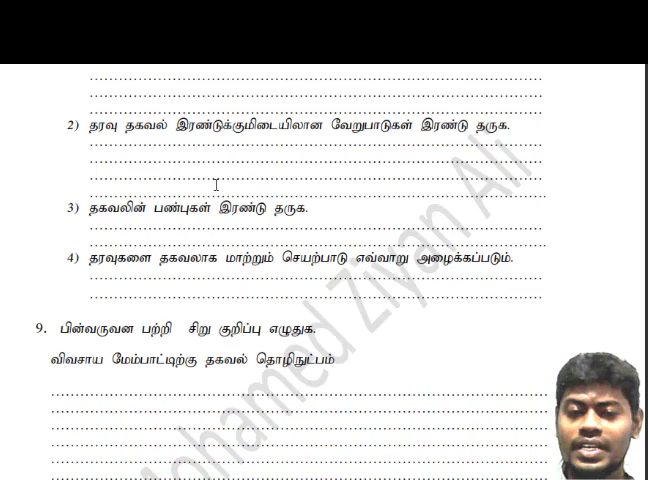 2) தரவு தகவல் இரண்டுக்குமிடையிலான வேறுபாடுகள் இரண்டு தருக.
3) தகவலின் பண்புகள் இரண்டு தருக.
4) தரவுகளை தகவலாக மாற்றும் செயற்பாடு எவ்வாறு அழைக்கப்படும்.
9. பின்வருவன பற்றி சிறு குறிப்பு எழுதுக.
விவசாய மேம்பாட்டிற்கு தகவல் தொழிநுட்பம்
Mohamed Ziyan Ali